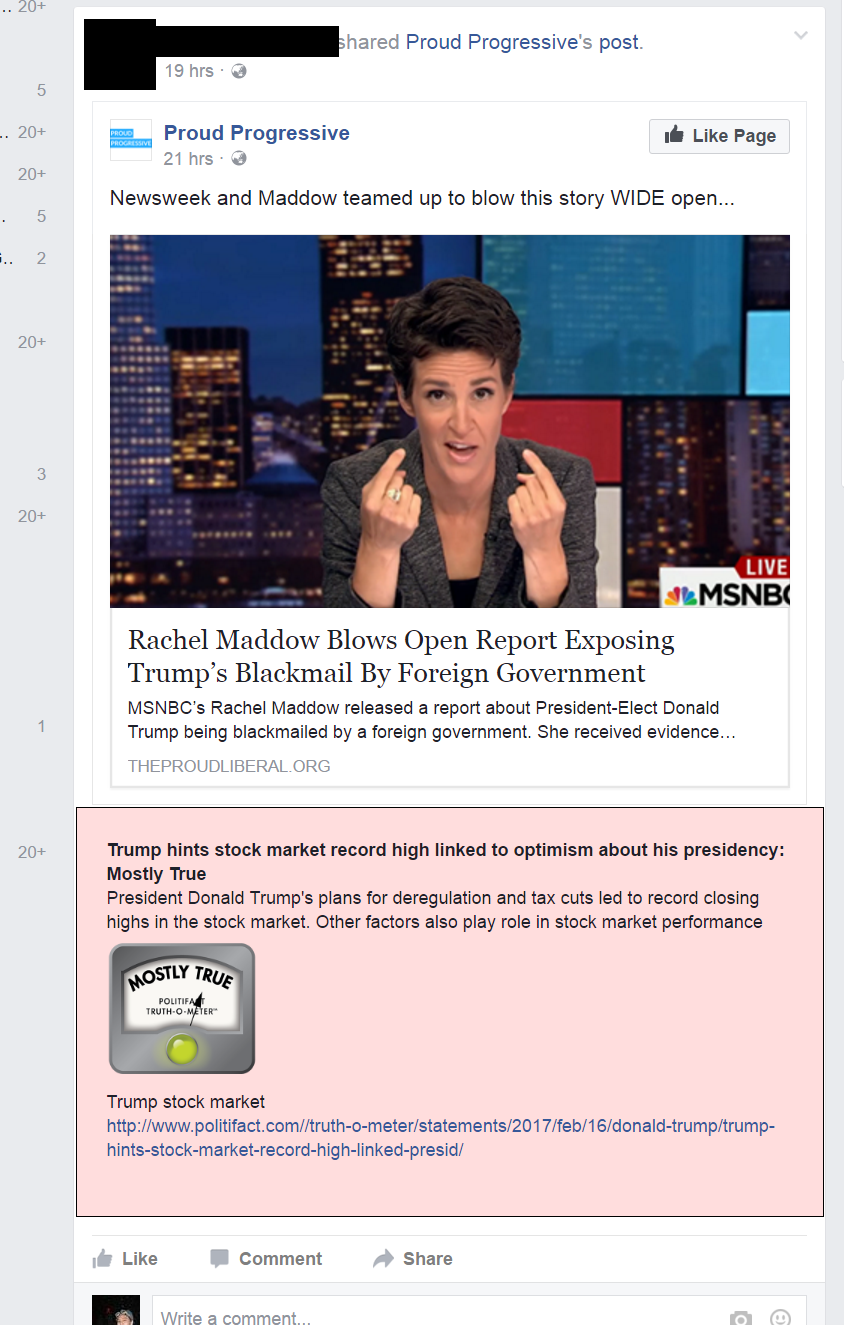 .. 20+
5
.. 20+
20+
. 5
.. 2
20+
3
20+
1
20+
shared Proud Progressive's post.
19 hrs ·
PROUD
PROGRESSIVE
Proud Progressive
21 hrs ·
Like Page
Newsweek and Maddow teamed up to blow this story WIDE open...
LIVE
MSNBC
Rachel Maddow Blows Open Report Exposing
Trump’s Blackmail By Foreign Government
MSNBC’s Rachel Maddow released a report about President-Elect Donald
Trump being blackmailed by a foreign government. She received evidence…
THEPROUDLIBERAL.ORG
Trump hints stock market record high linked to optimism about his presidency:
Mostly True
President Donald Trump's plans for deregulation and tax cuts led to record closing
highs in the stock market. Other factors also play role in stock market performance
MOSTLY TRUE
POLITIFACT
TRUTH-O-METER™
Trump stock market
http://www.politifact.com//truth-o-meter/statements/2017/feb/16/donald-trump/trump-
hints-stock-market-record-high-linked-presid/
Like Comment Share
Write a comment...